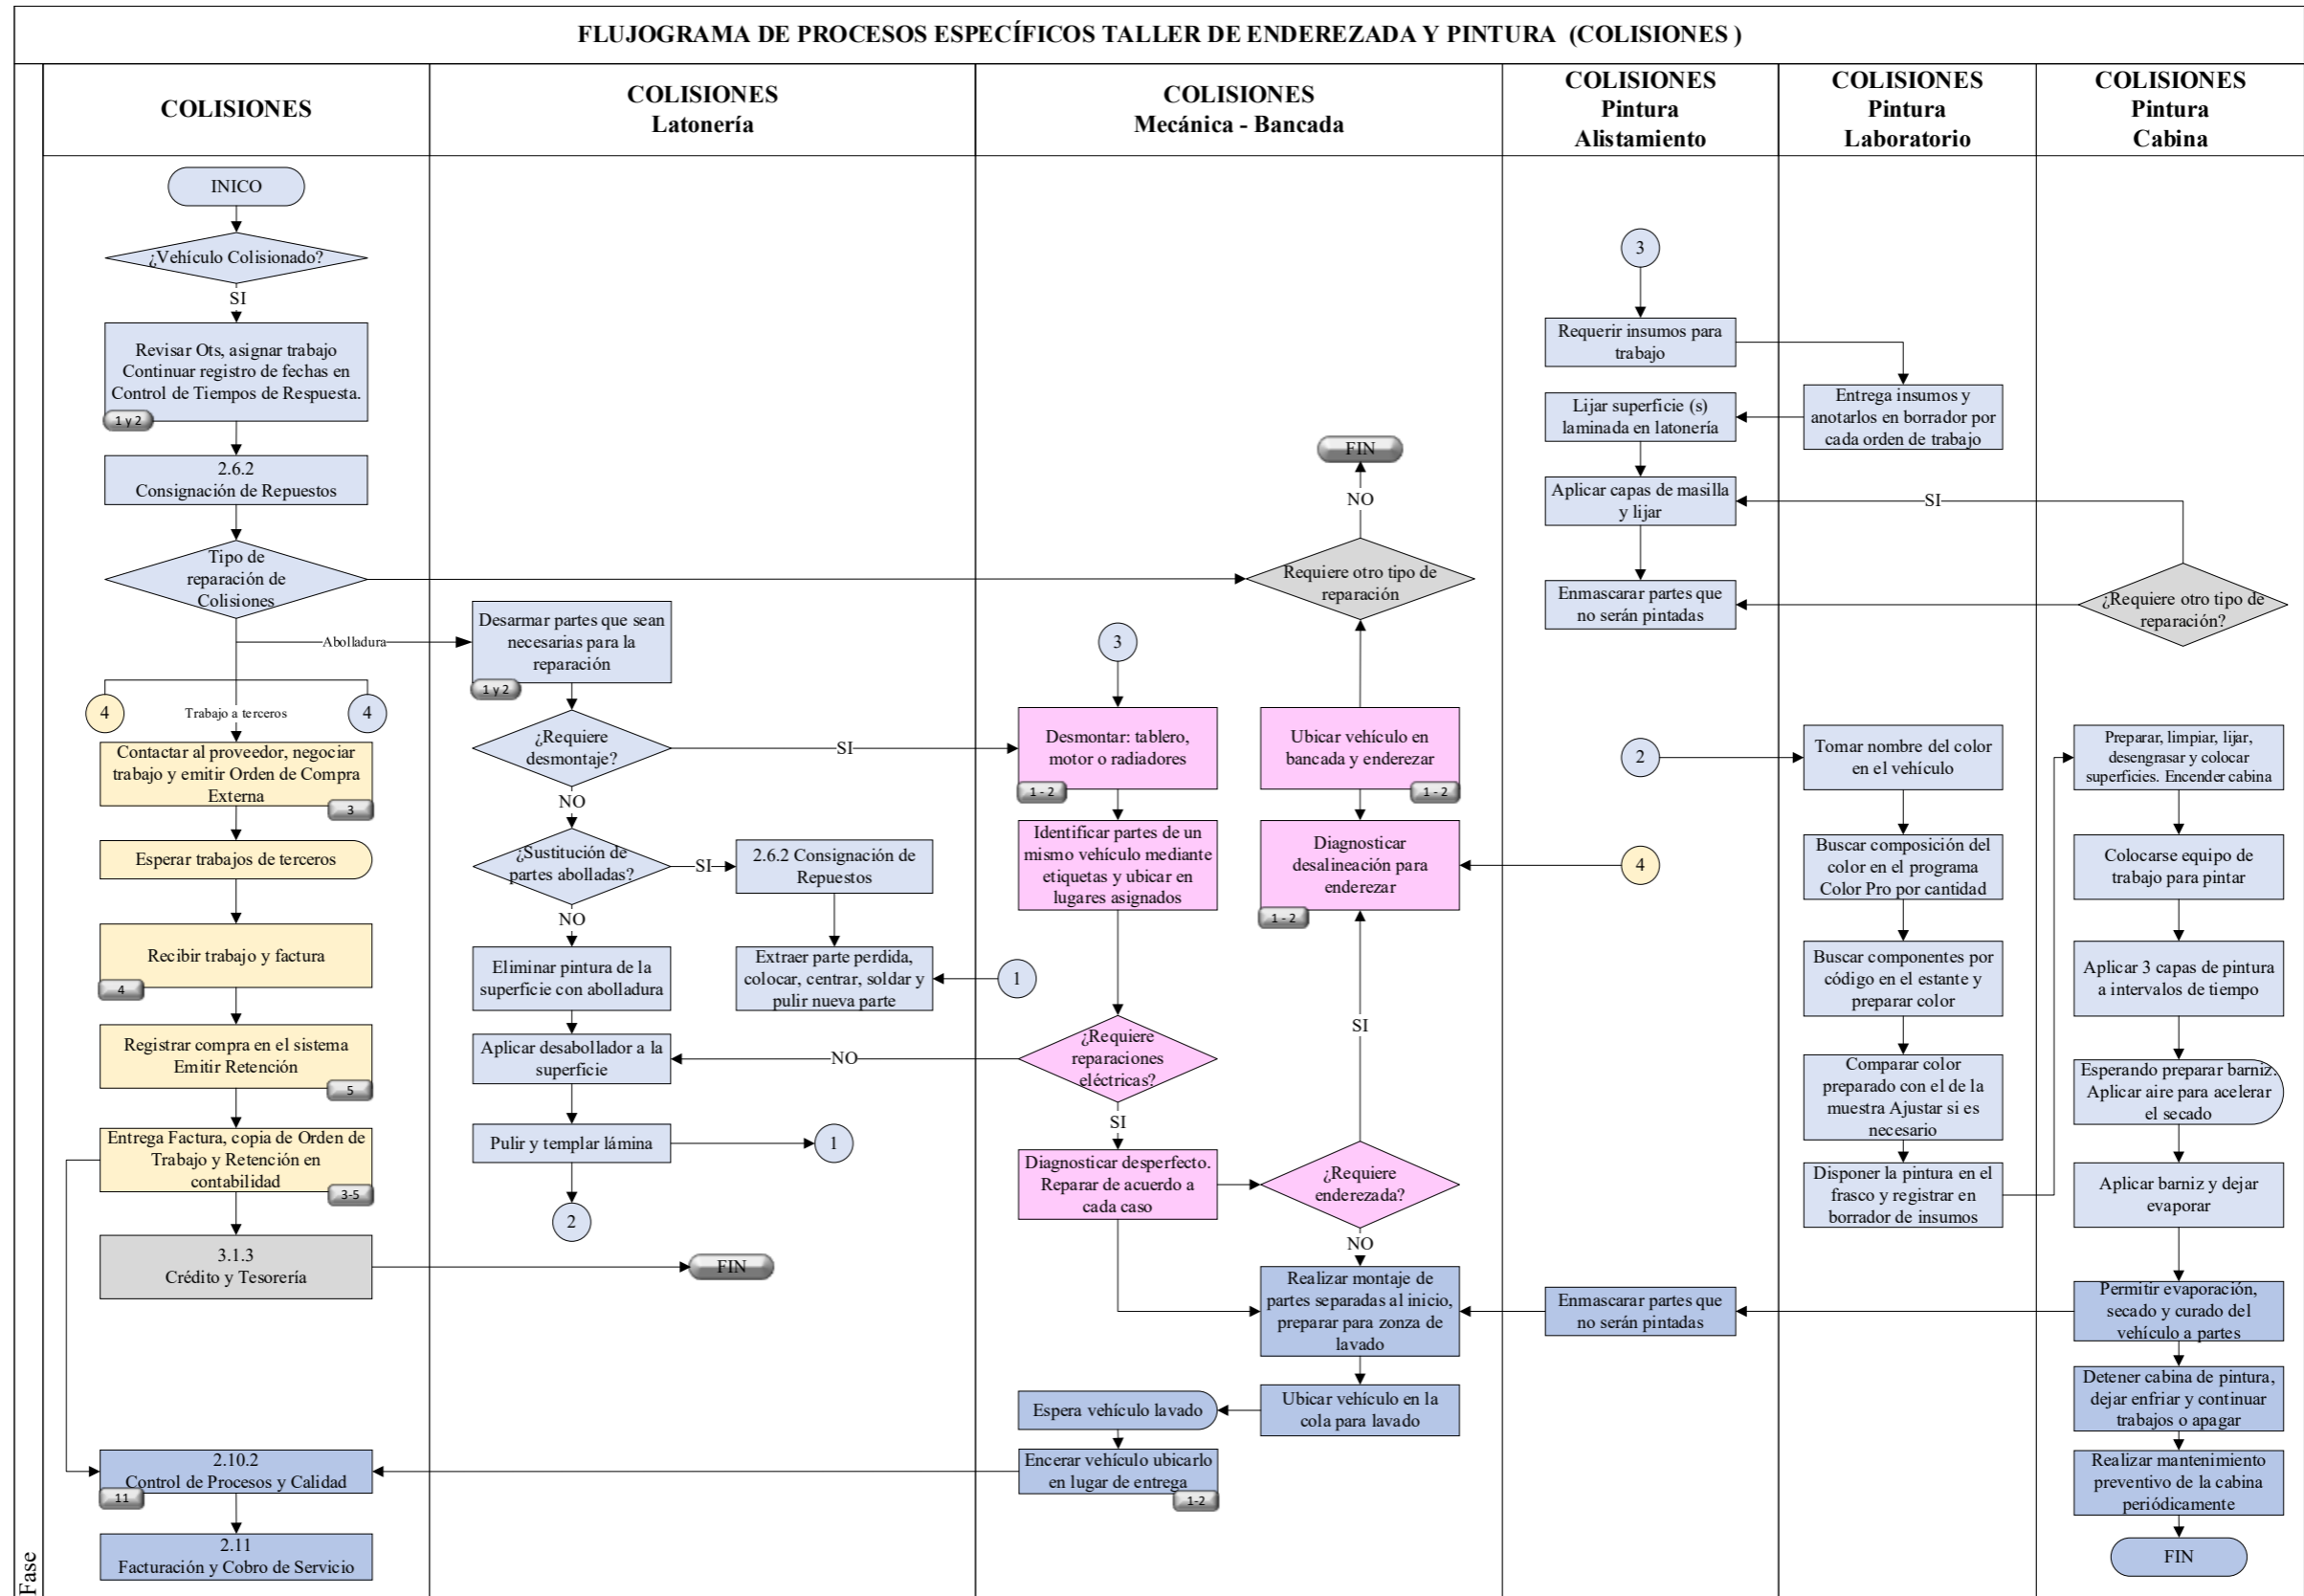 FLUJOGRAMA DE PROCESOS ESPECÍFICOS TALLER DE ENDEREZADA Y PINTURA (COLISIONES )
Fase
COLISIONES
INICO
¿Vehículo Colisionado?
SI
Revisar Ots, asignar trabajo
Continuar registro de fechas en
Control de Tiempos de Respuesta.
1 y 2
2.6.2
Consignación de Repuestos
Tipo de
reparación de
Colisiones
Abolladura
4
Trabajo a terceros
4
Contactar al proveedor, negociar
trabajo y emitir Orden de Compra
Externa
3
Esperar trabajos de terceros
Recibir trabajo y factura
4
Registrar compra en el sistema
Emitir Retención
5
Entrega Factura, copia de Orden de
Trabajo y Retención en
contabilidad
3-5
3.1.3
Crédito y Tesorería
2.10.2
Control de Procesos y Calidad
11
2.11
Facturación y Cobro de Servicio
COLISIONES
Latonería
Desarmar partes que sean
necesarias para la
reparación
1 y 2
¿Requiere
desmontaje?
SI
NO
¿Sustitución de
partes abolladas?
SI
2.6.2 Consignación de
Repuestos
NO
Eliminar pintura de la
superficie con abolladura
Extraer parte perdida,
colocar, centrar, soldar y
pulir nueva parte
1
Aplicar desabollador a la
superficie
NO
Pulir y templar lámina
1
2
FIN
COLISIONES
Mecánica - Bancada
FIN
NO
Requiere otro tipo de
reparación
3
Desmontar: tablero,
motor o radiadores
1 - 2
Ubicar vehículo en
bancada y enderezar
1 - 2
Identificar partes de un
mismo vehículo mediante
etiquetas y ubicar en
lugares asignados
Diagnosticar
desalineación para
enderezar
1 - 2
SI
¿Requiere
reparaciones
eléctricas?
SI
Diagnosticar desperfecto.
Reparar de acuerdo a
cada caso
¿Requiere
enderezada?
NO
Realizar montaje de
partes separadas al inicio,
preparar para zonza de
lavado
Espera vehículo lavado
Ubicar vehículo en la
cola para lavado
Encerar vehículo ubicarlo
en lugar de entrega
1-2
COLISIONES
Pintura
Alistamiento
3
Requerir insumos para
trabajo
Lijar superficie (s)
laminada en latonería
Aplicar capas de masilla
y lijar
Enmascarar partes que
no serán pintadas
2
4
Enmascarar partes que
no serán pintadas
COLISIONES
Pintura
Laboratorio
Entrega insumos y
anotarlos en borrador por
cada orden de trabajo
SI
Tomar nombre del color
en el vehículo
Buscar composición del
color en el programa
Color Pro por cantidad
Buscar componentes por
código en el estante y
preparar color
Comparar color
preparado con el de la
muestra Ajustar si es
necesario
Disponer la pintura en el
frasco y registrar en
borrador de insumos
COLISIONES
Pintura
Cabina
¿Requiere otro tipo de
reparación?
Preparar, limpiar, lijar,
desengrasar y colocar
superficies. Encender cabina
Colocarse equipo de
trabajo para pintar
Aplicar 3 capas de pintura
a intervalos de tiempo
Esperando preparar barniz.
Aplicar aire para acelerar
el secado
Aplicar barniz y dejar
evaporar
Permitir evaporación,
secado y curado del
vehículo a partes
Detener cabina de pintura,
dejar enfriar y continuar
trabajos o apagar
Realizar mantenimiento
preventivo de la cabina
periódicamente
FIN